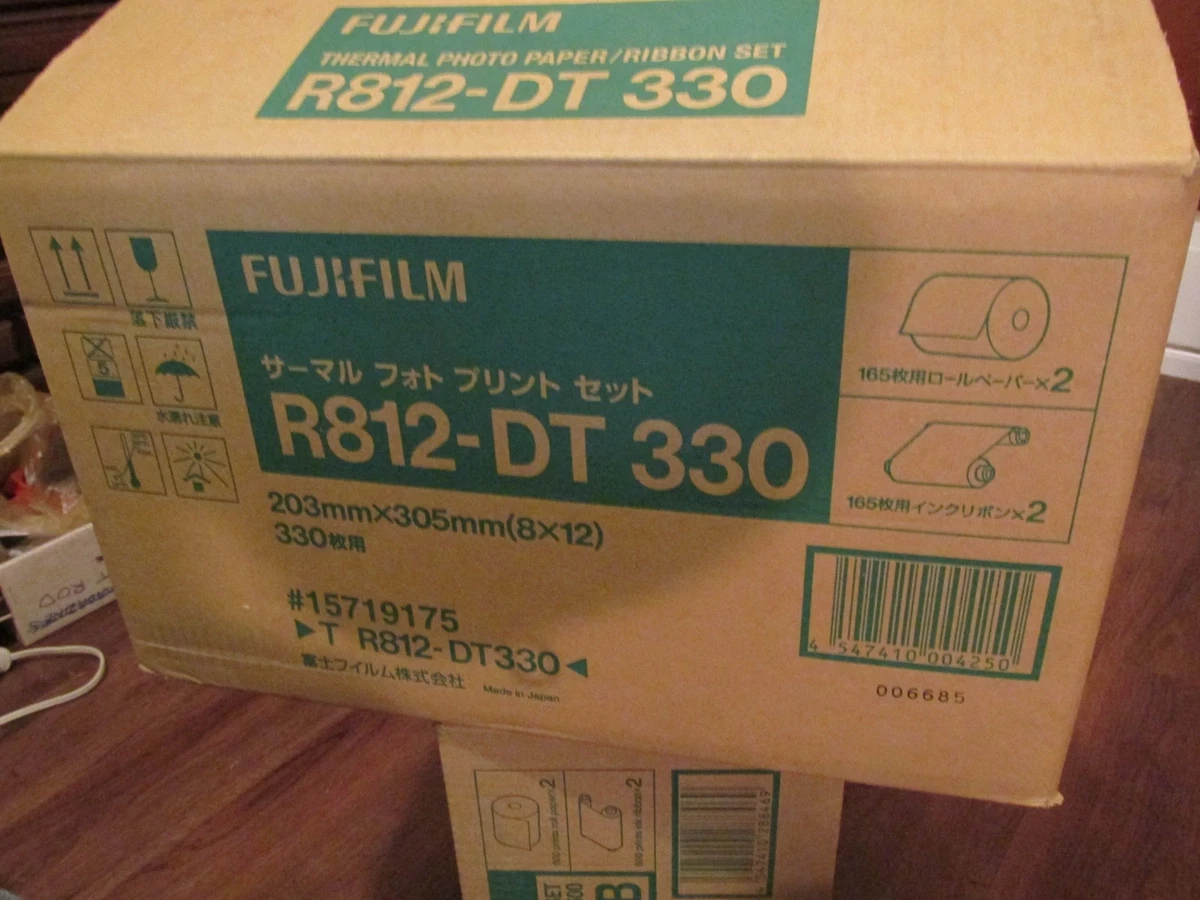 FUJIFILM
THERMAL PHOTO PAPER/RIBBON SET
R812-DT 330
落下厳禁
5
水濡れ注意
FUJIFILM
サーマル フォト プリント セット
R812-DT 330
165枚用ロールペーパー×2
165枚用インクリボン×2
203mm×305mm(8×12)
330枚用
#15719175
▶T R812-DT330◀
富士フイルム株式会社 Made in Japan
4 547410 004250
006685